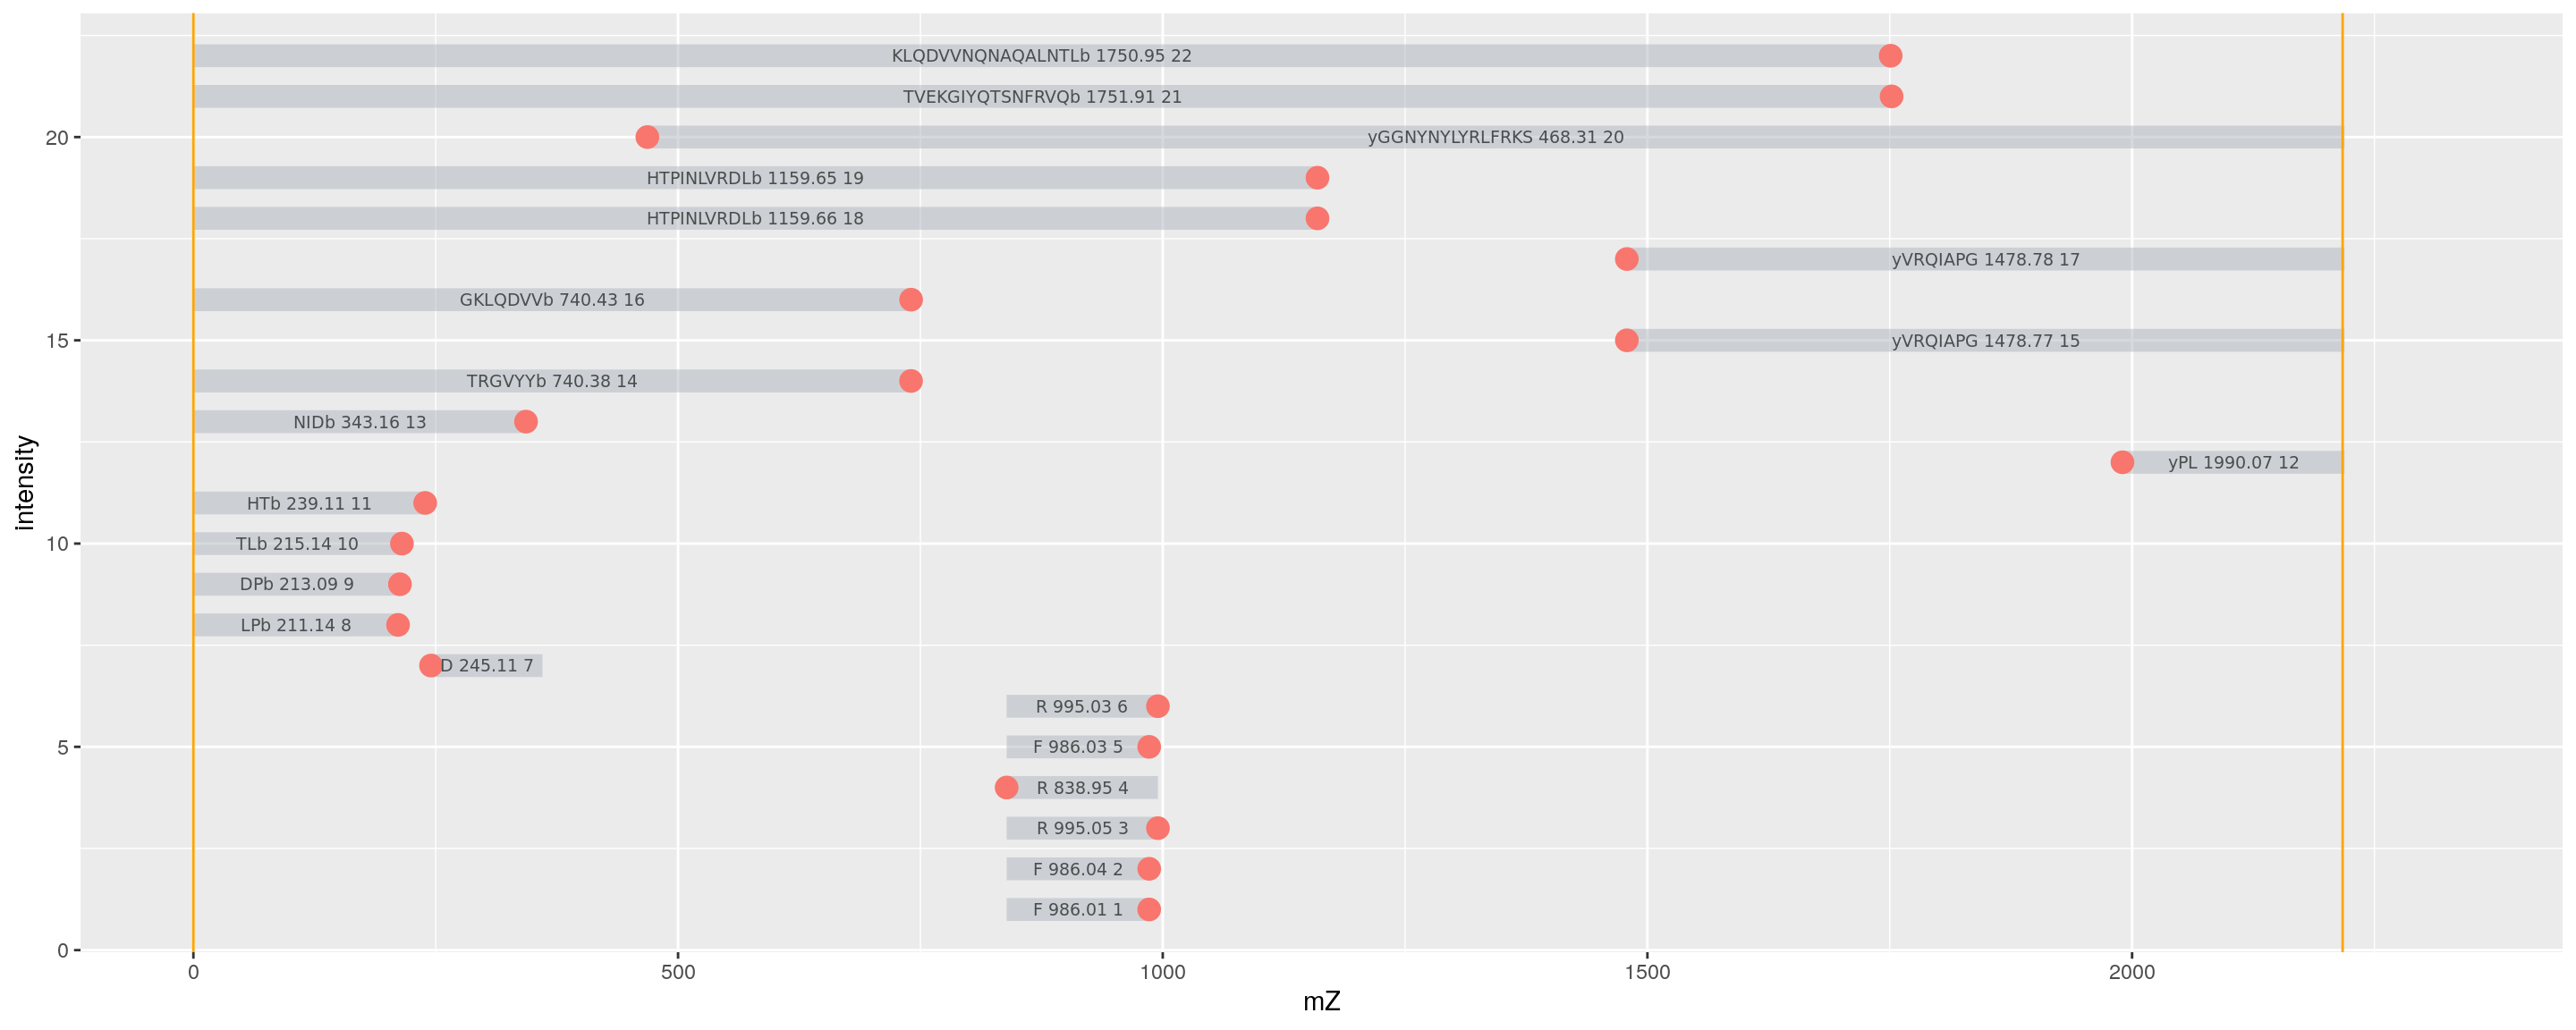 KLQDVVNQNAQALNTLb 1750.95 22
TVEKGIYQTSNFRVQb 1751.91 21
20
yGGNYNYLYRLFRKS 468.31 20
HTPINLVRDLb 1159.65 19
HTPINLVRDLb 1159.66 18
yVRQIAPG 1478.78 17
GKLQDVVb 740.43 16
15
yVRQIAPG 1478.77 15
TRGVYYb 740.38 14
NIDb 343.16 13
intensity
yPL 1990.07 12
HTb 239.11 11
10
TLb 215.14 10
DPb 213.09 9
LPb 211.14 8
D 245.11 7
R 995.03 6
5
F 986.03 5
R 838.95 4
R 995.05 3
F 986.04 2
F 986.01 1
0
0 500 1000 1500 2000
mZ